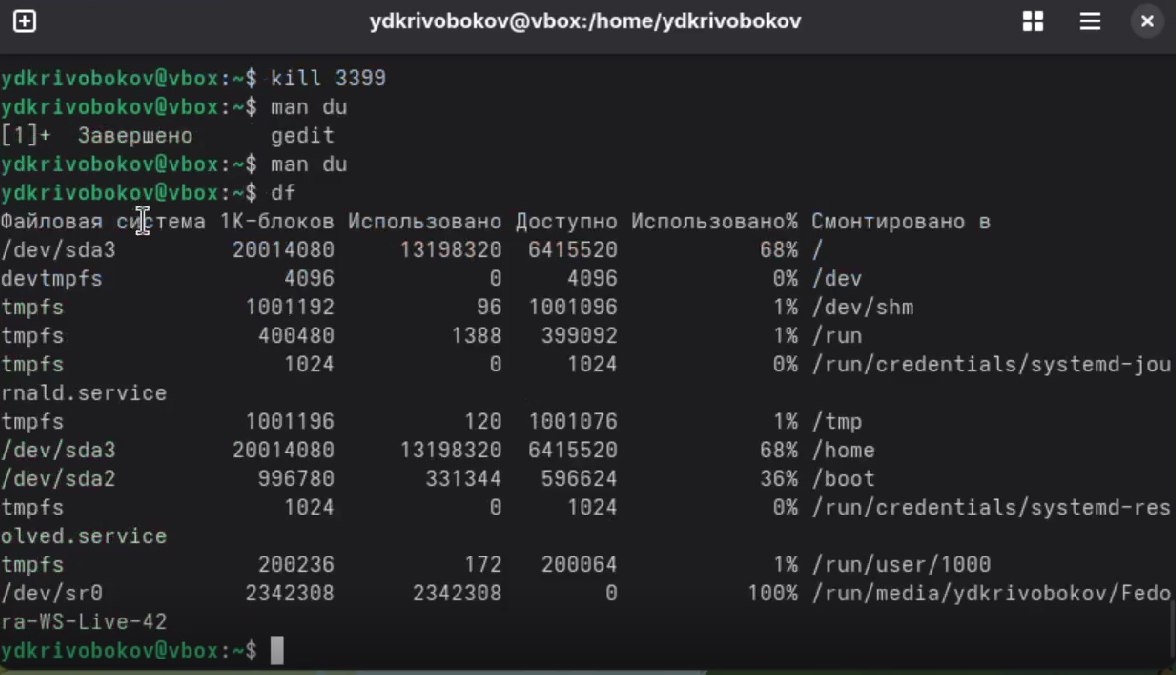 ydkrivobokov@vbox:/home/ydkrivobokov
ydkrivobokov@vbox:~$ kill 3399
ydkrivobokov@vbox:~$ man du
[1]+  Завершено      gedit
ydkrivobokov@vbox:~$ man du
ydkrivobokov@vbox:~$ df
Файловая система 1K-блоков Использовано Доступно Использовано% Смонтировано в
/dev/sda3         20014080     13198320  6415520           68% /
devtmpfs              4096            0     4096            0% /dev
tmpfs              1001192           96  1001096            1% /dev/shm
tmpfs               400480         1388   399092            1% /run
tmpfs                 1024            0     1024            0% /run/credentials/systemd-jou
rnald.service
tmpfs              1001196          120  1001076            1% /tmp
/dev/sda3         20014080     13198320  6415520           68% /home
/dev/sda2           996780       331344   596624           36% /boot
tmpfs                 1024            0     1024            0% /run/credentials/systemd-res
olved.service
tmpfs               200236          172   200064            1% /run/user/1000
/dev/sr0           2342308      2342308        0          100% /run/media/ydkrivobokov/Fedo
ra-WS-Live-42
ydkrivobokov@vbox:~$